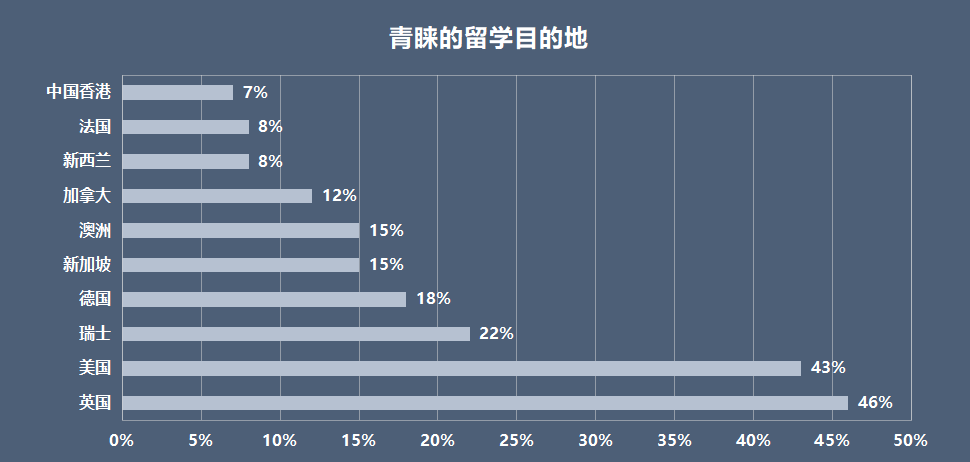 青睐的留学目的地
中国香港 7%
法国 8%
新西兰 8%
加拿大 12%
澳洲 15%
新加坡 15%
德国 18%
瑞士 22%
美国 43%
英国 46%
0% 5% 10% 15% 20% 25% 30% 35% 40% 45% 50%